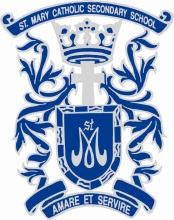 ST. MARY CATHOLIC SECONDARY SCHOOL
St
M
AMARE ET SERVIRE